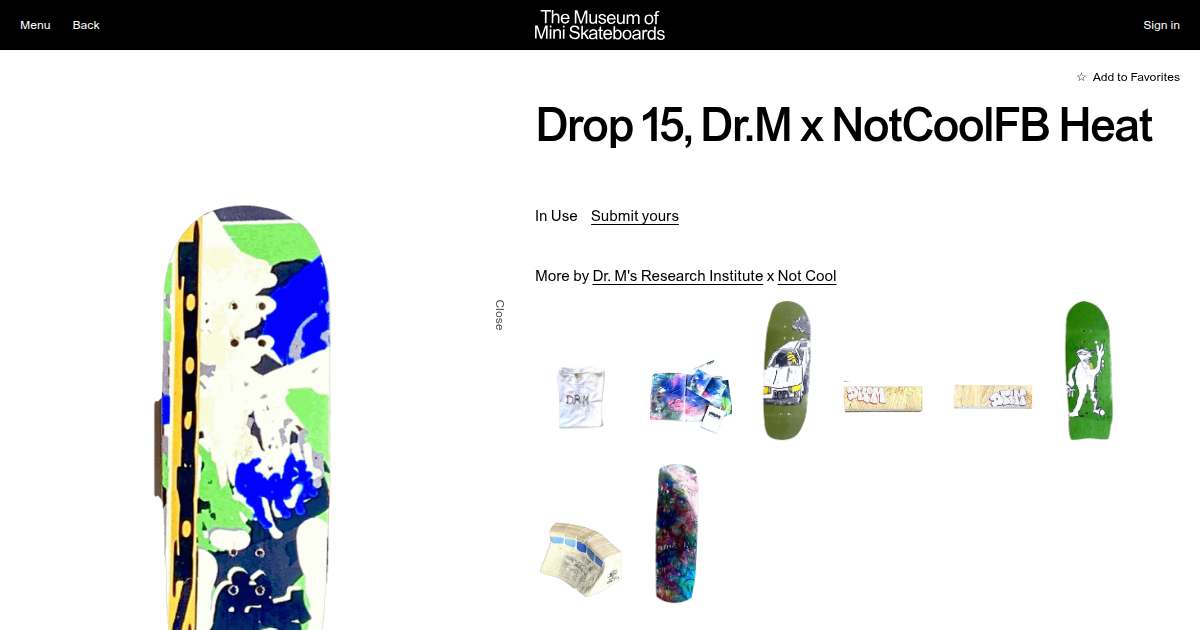 Menu
Back
The Museum of
Mini Skateboards
Sign in
☆ Add to Favorites
Drop 15, Dr.M x NotCoolFB Heat
In Use Submit yours
More by Dr. M's Research Institute x Not Cool
Close
DRM